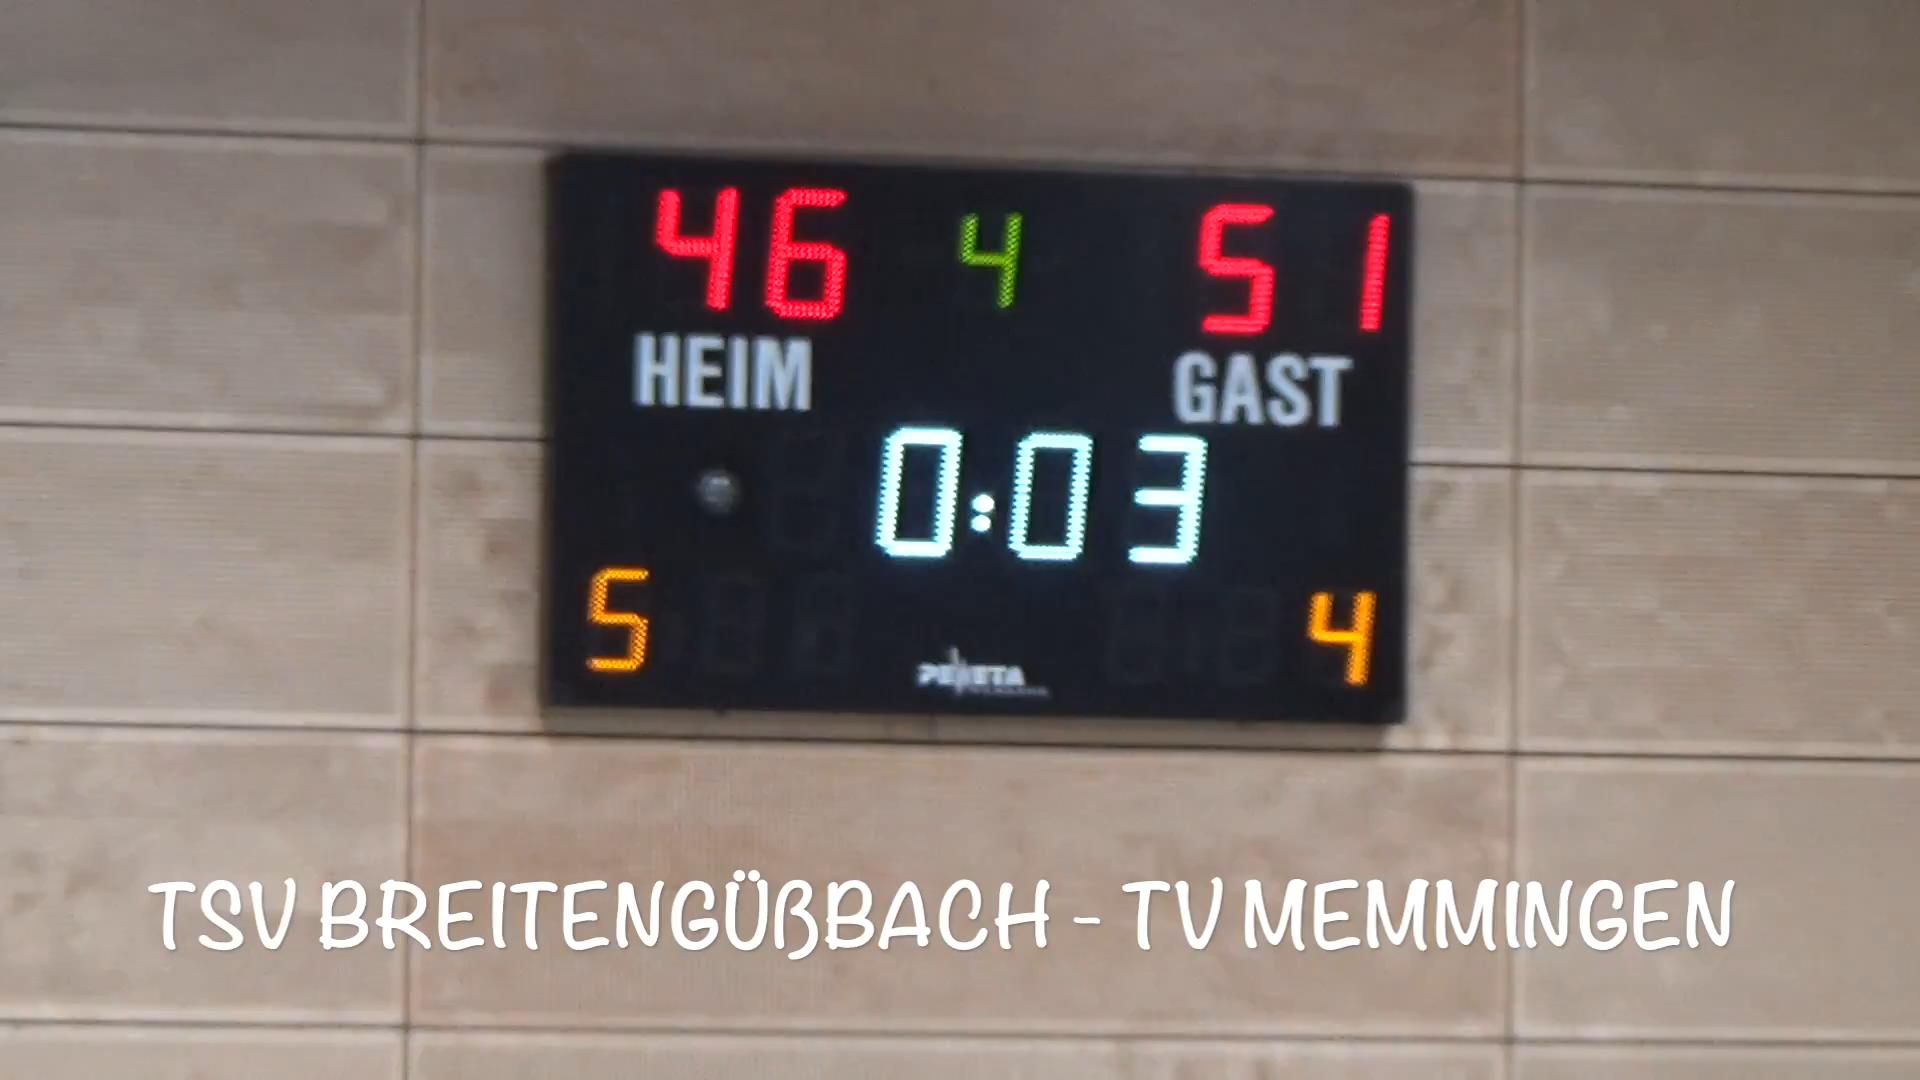 46 4 51
HEIM GAST
0:03
5 4
TSV BREITENGÜßBACH - TV MEMMINGEN